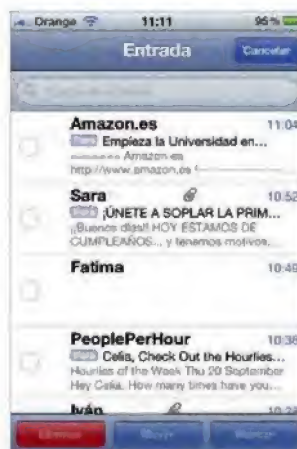 Orange 11:11 95%
Entrada Cancelar
Amazon.es 11:04
Empieza la Universidad en...
Amazon.es
http://www.amazon.es
Sara 10:52
¡ÚNETE A SOPLAR LA PRIM...
¡¡Buenos días!! HOY ESTAMOS DE
CUMPLEAÑOS... y tenemos motivos...
Fatima 10:49
PeoplePerHour 10:36
Celia, Check Out the Hourlies...
Hourlies of the Week Thu 20 September
Hey Celia, How many times have you...
Iván